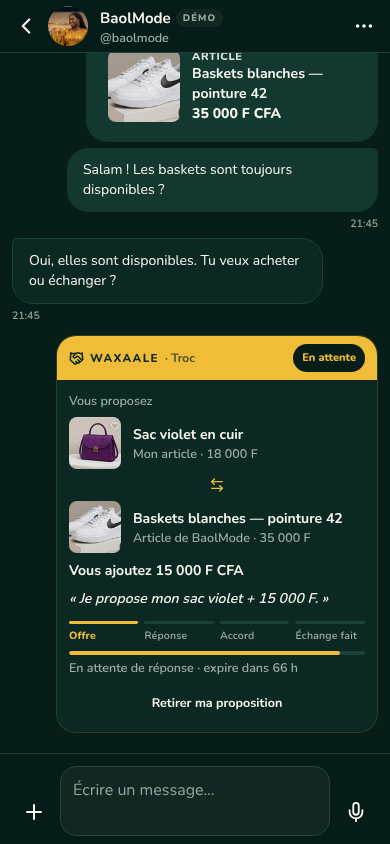 BaolMode DÉMO
@baolmode
ARTICLE
Baskets blanches —
pointure 42
35 000 F CFA
Salam ! Les baskets sont toujours
disponibles ?
21:45
Oui, elles sont disponibles. Tu veux acheter
ou échanger ?
21:45
WAXAALE · Troc En attente
Vous proposez
Sac violet en cuir
Mon article · 18 000 F
Baskets blanches — pointure 42
Article de BaolMode · 35 000 F
Vous ajoutez 15 000 F CFA
« Je propose mon sac violet + 15 000 F. »
Offre Réponse Accord Échange fait
En attente de réponse · expire dans 66 h
Retirer ma proposition
Écrire un message...